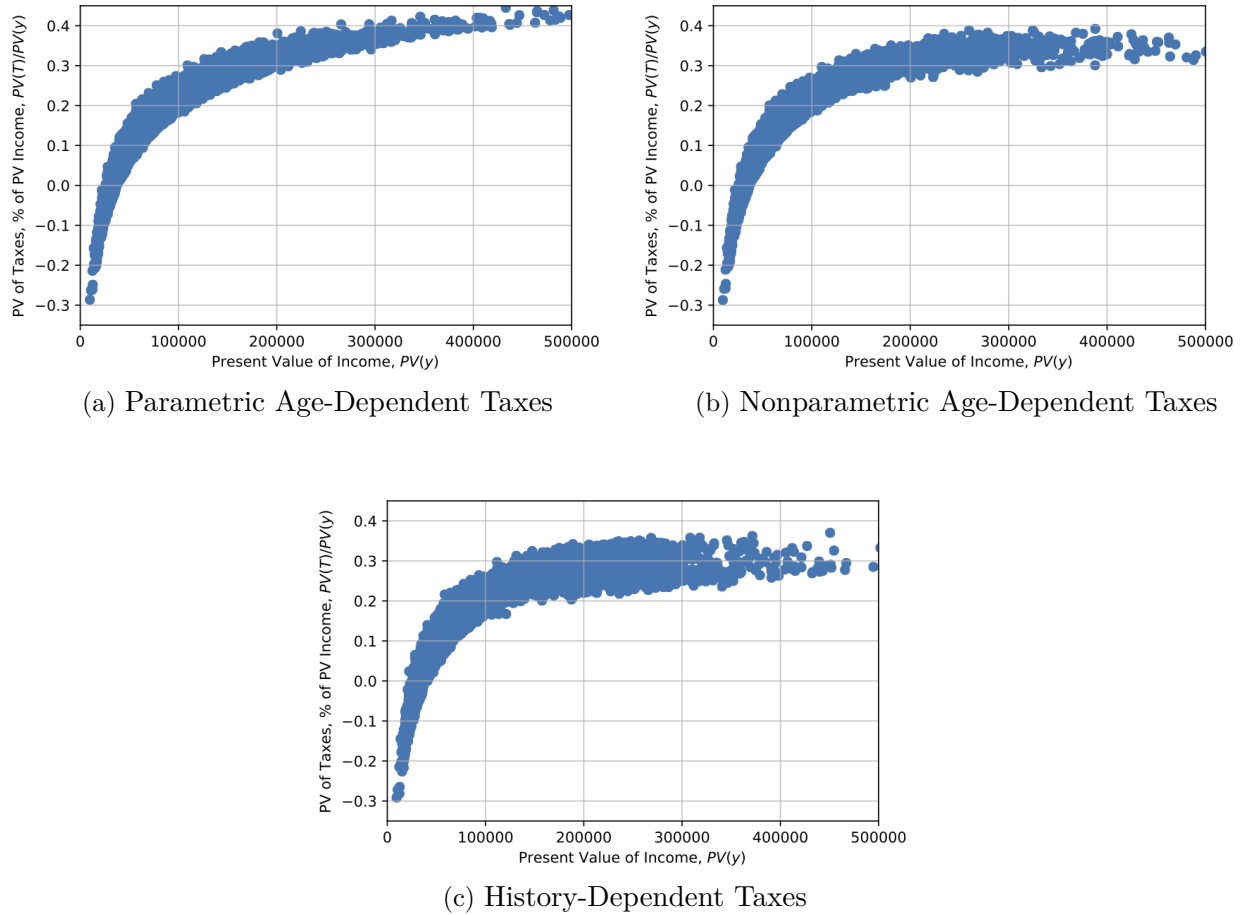 PV of Taxes, % of PV Income, PV(T)/PV(y)
0.4
0.3
0.2
0.1
0.0
−0.1
−0.2
−0.3
0 100000 200000 300000 400000 500000
Present Value of Income, PV(y)
(a) Parametric Age-Dependent Taxes
PV of Taxes, % of PV Income, PV(T)/PV(y)
0.4
0.3
0.2
0.1
0.0
−0.1
−0.2
−0.3
0 100000 200000 300000 400000 500000
Present Value of Income, PV(y)
(b) Nonparametric Age-Dependent Taxes
PV of Taxes, % of PV Income, PV(T)/PV(y)
0.4
0.3
0.2
0.1
0.0
−0.1
−0.2
−0.3
0 100000 200000 300000 400000 500000
Present Value of Income, PV(y)
(c) History-Dependent Taxes